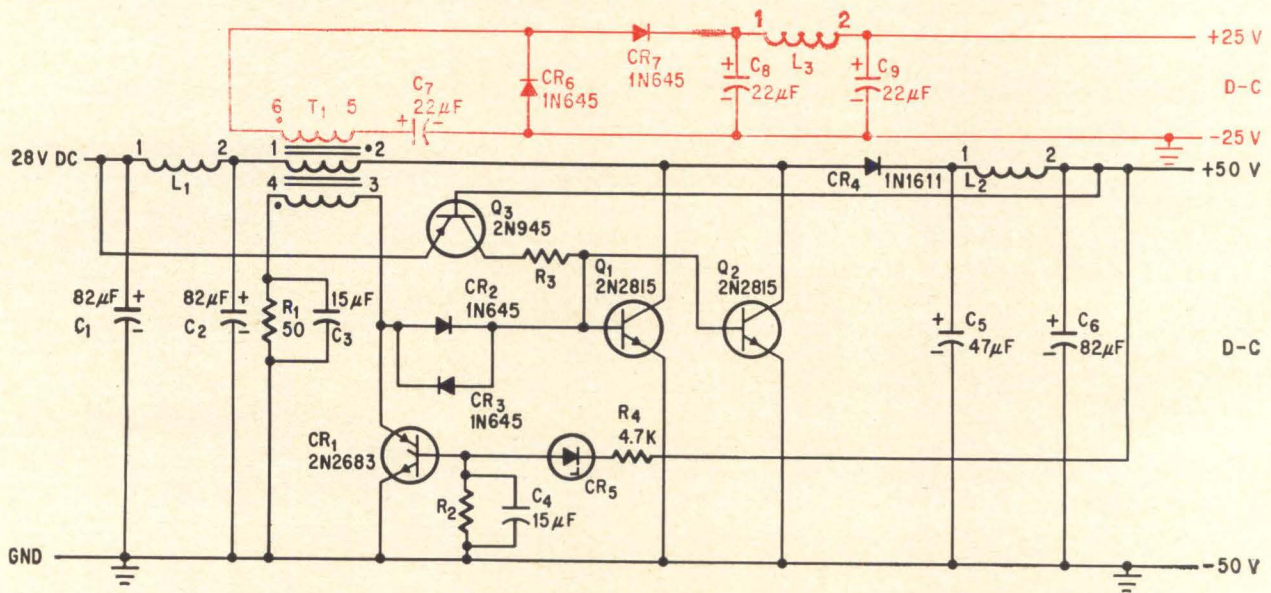 1 2
+25 V
CR7
1N645
L3
CR6
1N645
C7
22µF
+ -
+ C8
- 22µF
+ C9
- 22µF
D-C
6 T1 5
-25 V
28V DC
1 2
L1
1 2
4 3
CR4
1N1611
1 2
L2
+50 V
Q3
2N945
R3
Q1
2N2815
Q2
2N2815
82µF +
C1 -
82µF +
C2 -
R1
50
15µF
C3
CR2
1N645
CR3
1N645
+ C5
- 47µF
+ C6
- 82µF
D-C
CR1
2N2683
R4
4.7K
CR5
R2
C4
15µF
GND
-50 V